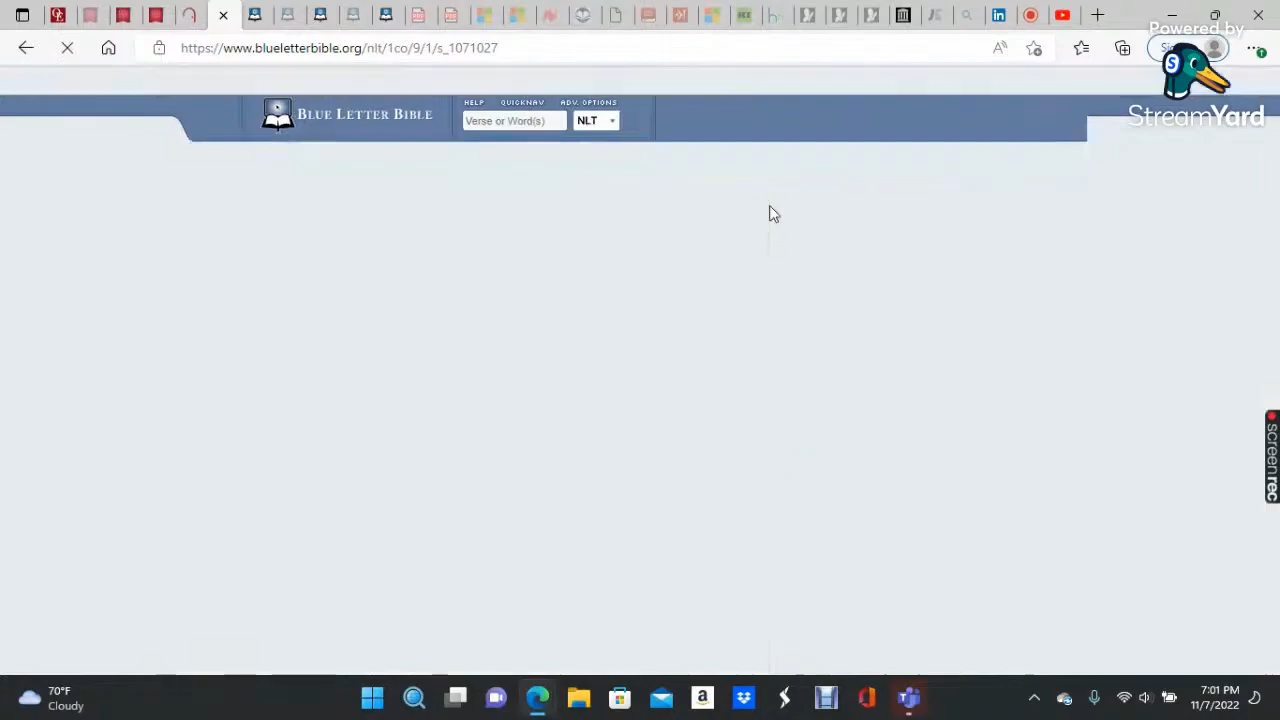 Powered by
StreamYard
https://www.blueletterbible.org/nlt/1co/9/1/s_1071027
BLUE LETTER BIBLE
HELP QUICKNAV ADV. OPTIONS
Verse or Word(s) NLT
screenrec
70°F
Cloudy
7:01 PM
11/7/2022